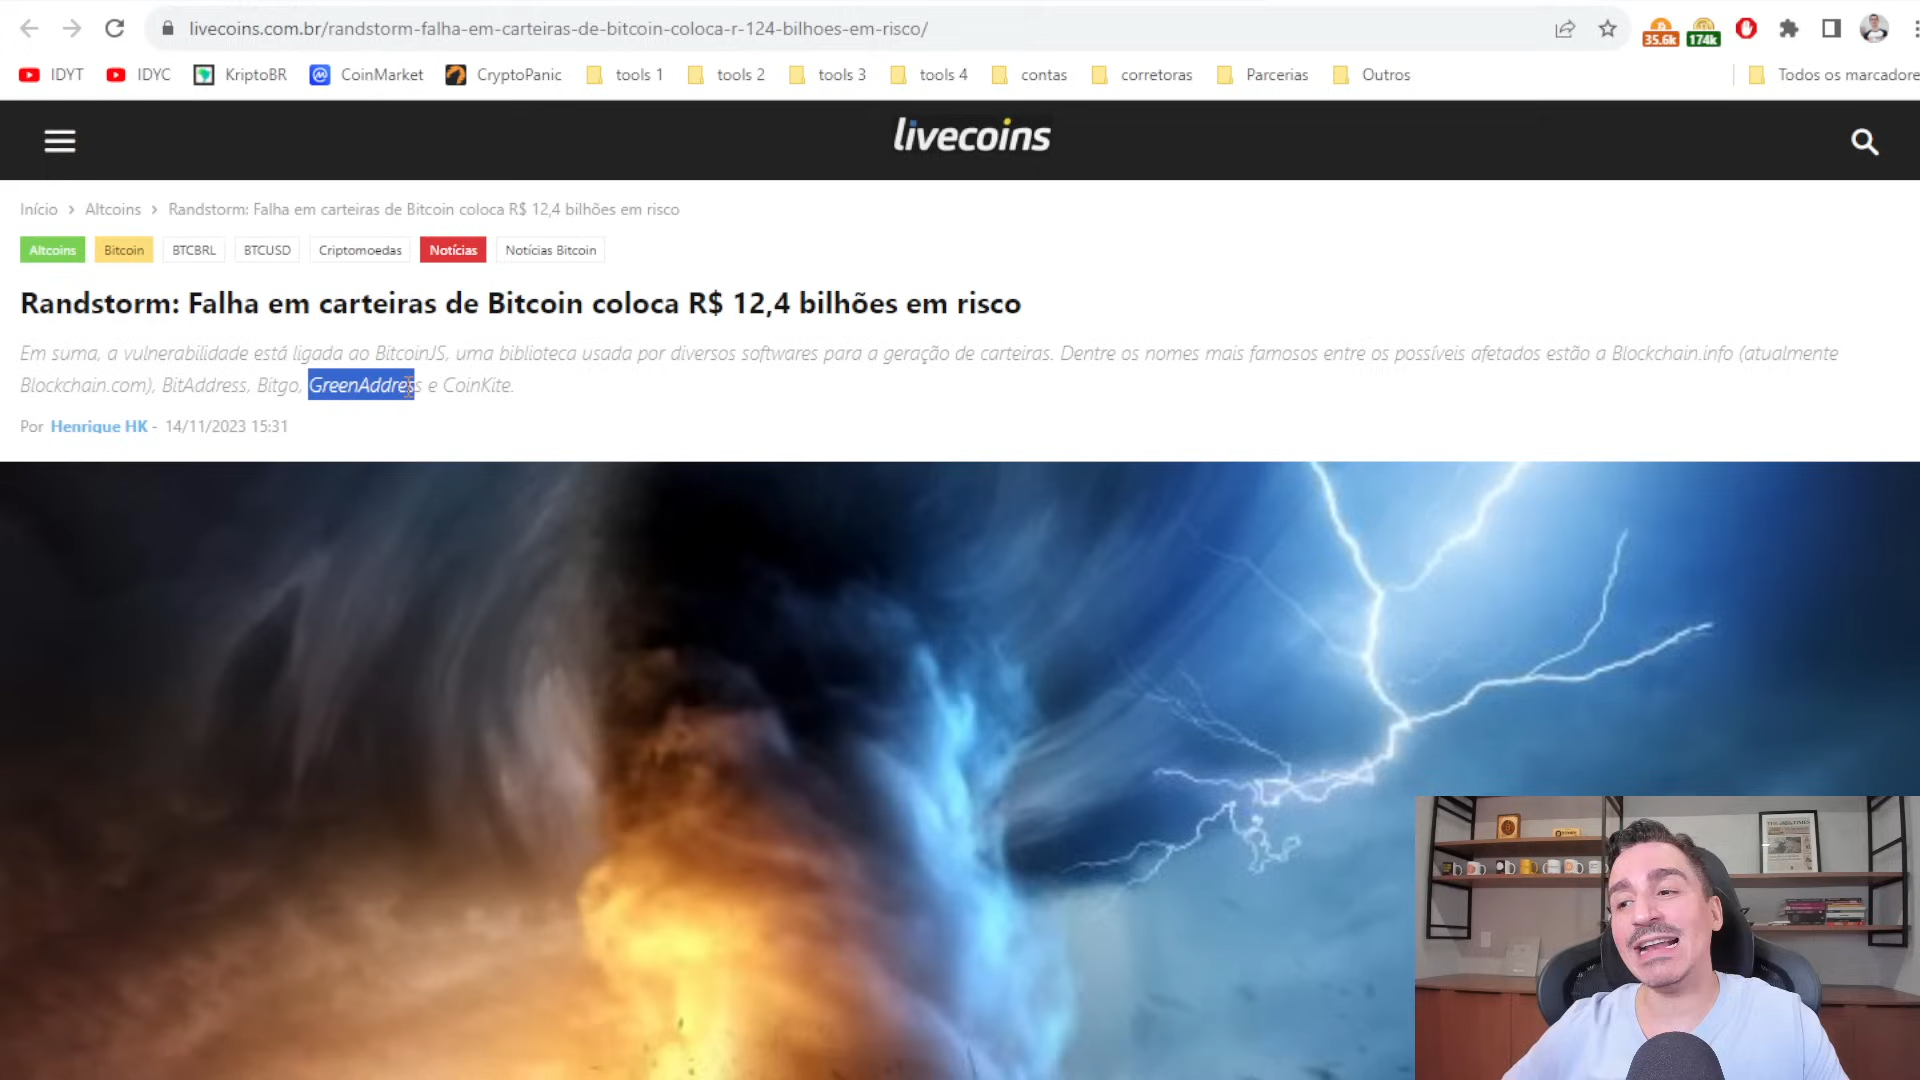 livecoins.com.br/randstorm-falha-em-carteiras-de-bitcoin-coloca-r-124-bilhoes-em-risco/
35.6k
174k
IDYT
IDYC
KriptoBR
CoinMarket
CryptoPanic
tools 1
tools 2
tools 3
tools 4
contas
corretoras
Parcerias
Outros
Todos os marcadore
livecoins
Início > Altcoins > Randstorm: Falha em carteiras de Bitcoin coloca R$ 12,4 bilhões em risco
Altcoins
Bitcoin
BTCBRL
BTCUSD
Criptomoedas
Notícias
Notícias Bitcoin
Randstorm: Falha em carteiras de Bitcoin coloca R$ 12,4 bilhões em risco
Em suma, a vulnerabilidade está ligada ao BitcoinJS, uma biblioteca usada por diversos softwares para a geração de carteiras. Dentre os nomes mais famosos entre os possíveis afetados estão a Blockchain.info (atualmente
Blockchain.com), BitAddress, Bitgo, GreenAddress e CoinKite.
Por Henrique HK - 14/11/2023 15:31